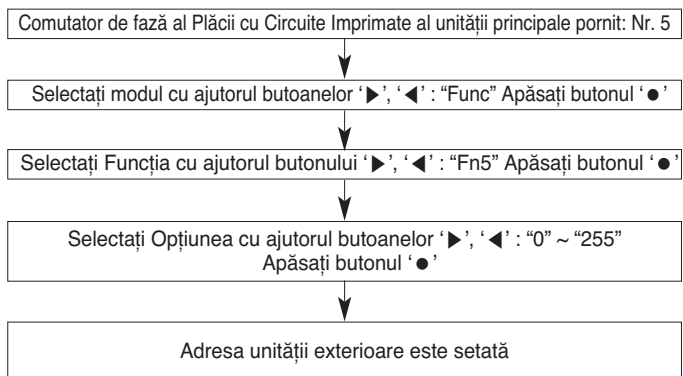 Comutator de fază al Plăcii cu Circuite Imprimate al unității principale pornit: Nr. 5
Selectați modul cu ajutorul butoanelor ‘▶’, ‘◀’ : “Func” Apăsați butonul ‘●’
Selectați Funcția cu ajutorul butonului ‘▶’, ‘◀’ : “Fn5” Apăsați butonul ‘●’
Selectați Opțiunea cu ajutorul butoanelor ‘▶’, ‘◀’ : “0” ~ “255”
Apăsați butonul ‘●’
Adresa unității exterioare este setată